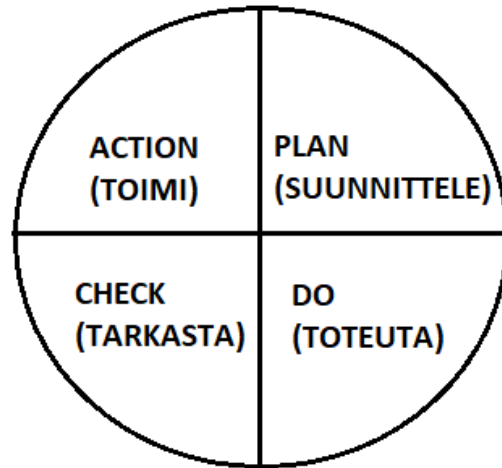 ACTION
(TOIMI)
PLAN
(SUUNNITTELE)
CHECK
(TARKASTA)
DO
(TOTEUTA)